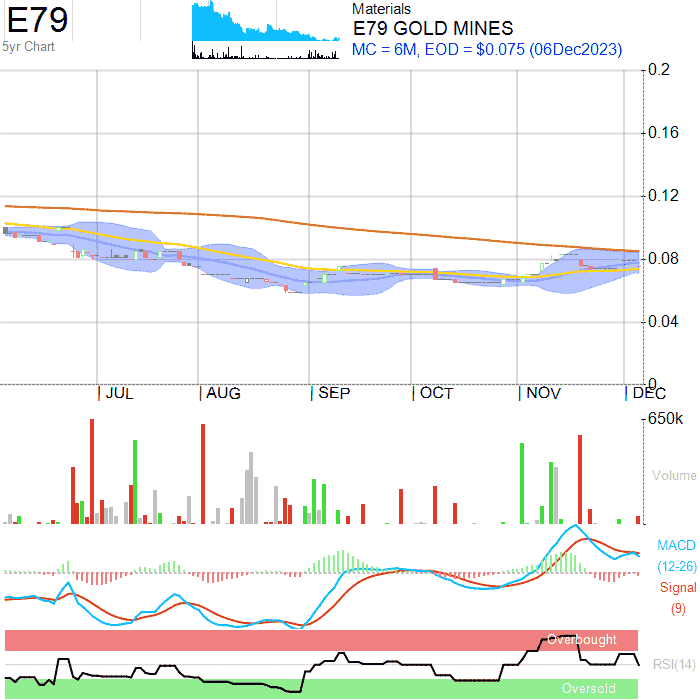 E79
5yr Chart
Materials
E79 GOLD MINES
MC = 6M, EOD = $0.075 (06Dec2023)
0.2
0.16
0.12
0.08
0.04
0
JUL AUG SEP OCT NOV DEC
650k
Volume
MACD
(12-26)
Signal
(9)
Overbought
RSI(14)
Oversold